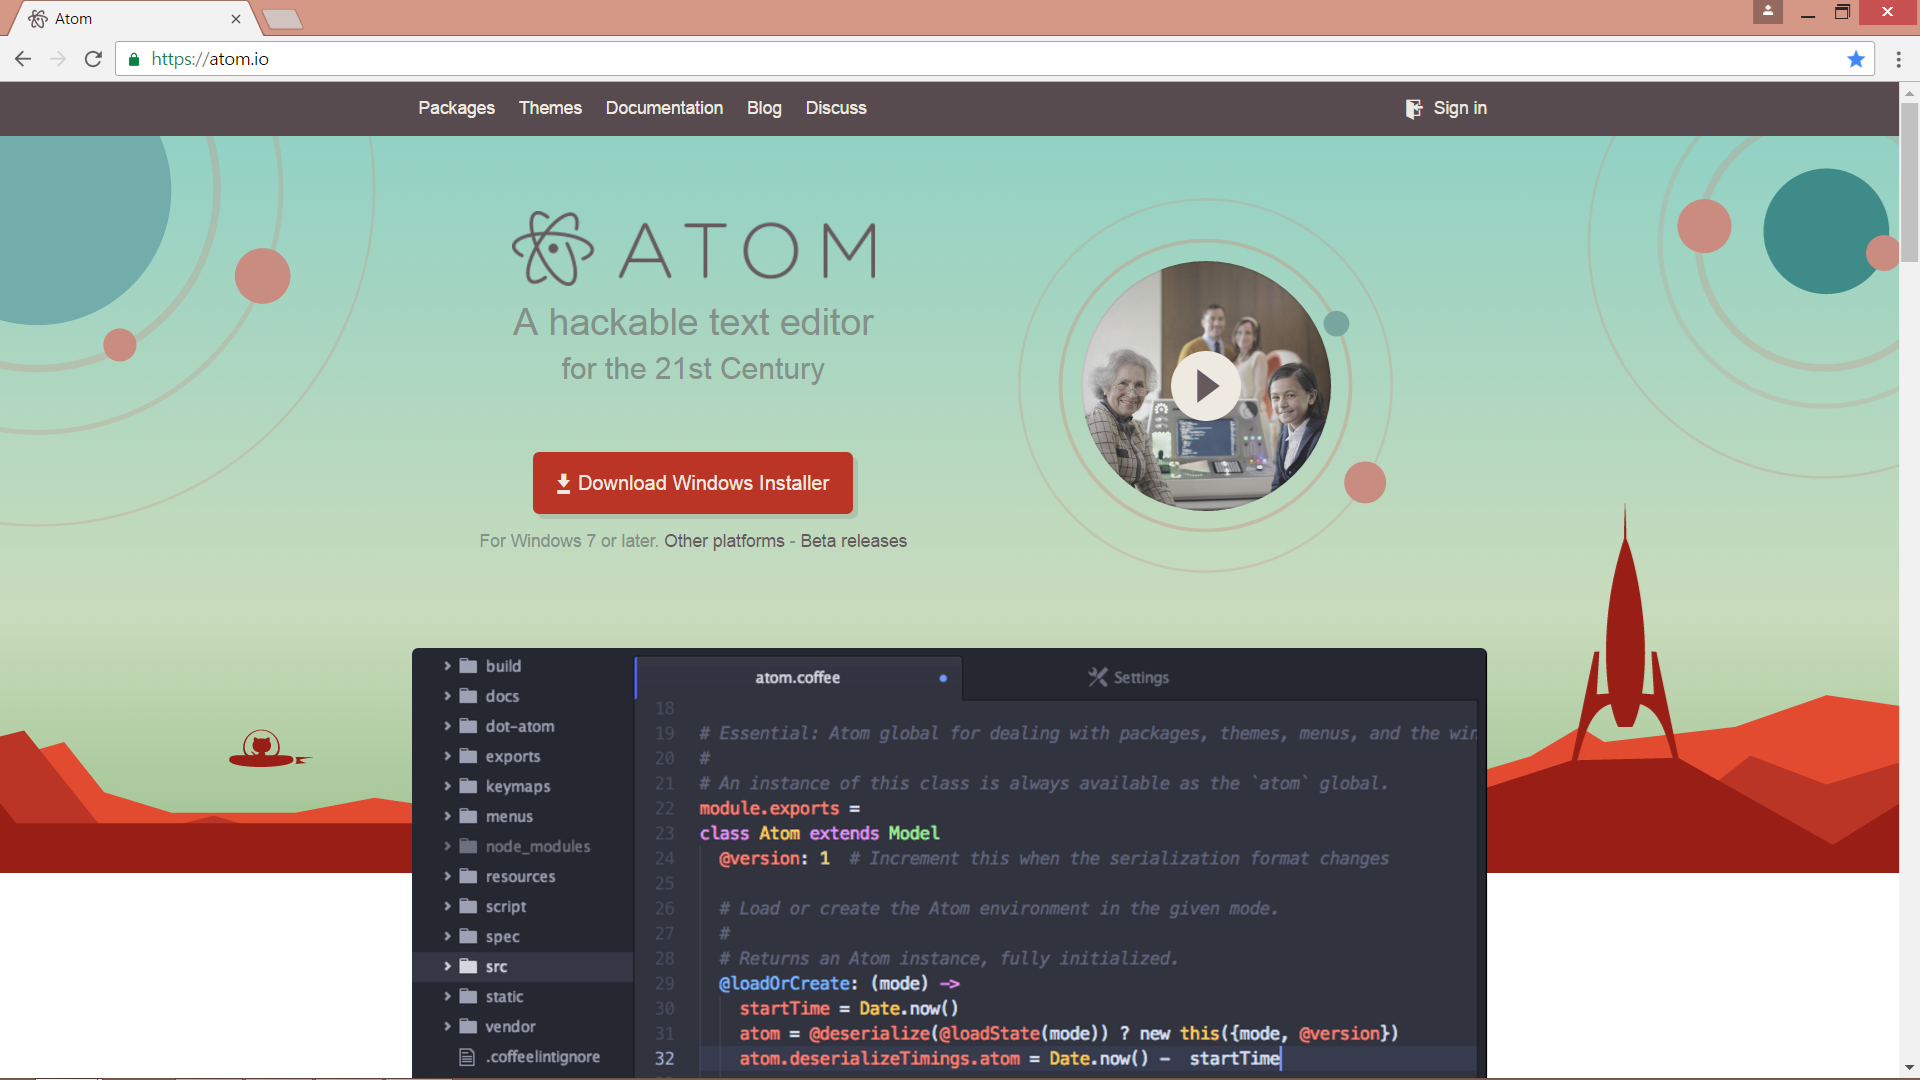 Atom
https://atom.io
Packages Themes Documentation Blog Discuss Sign in
ATOM
A hackable text editor
for the 21st Century
Download Windows Installer
For Windows 7 or later. Other platforms - Beta releases
build
docs
dot-atom
exports
keymaps
menus
node_modules
resources
script
spec
src
static
vendor
.coffeelintignore
atom.coffee Settings
18
19 # Essential: Atom global for dealing with packages, themes, menus, and the win
20 #
21 # An instance of this class is always available as the `atom` global.
22 module.exports =
23 class Atom extends Model
24 @version: 1 # Increment this when the serialization format changes
25
26 # Load or create the Atom environment in the given mode.
27 #
28 # Returns an Atom instance, fully initialized.
29 @loadOrCreate: (mode) ->
30 startTime = Date.now()
31 atom = @deserialize(@loadState(mode)) ? new this({mode, @version})
32 atom.deserializeTimings.atom = Date.now() - startTime